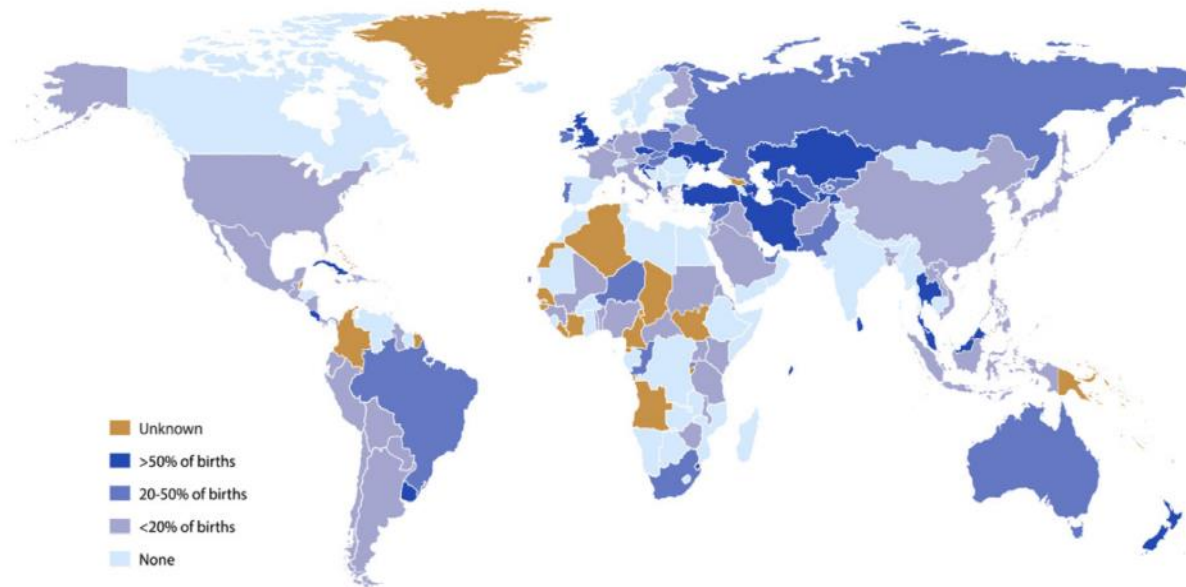 Unknown
>50% of births
20-50% of births
<20% of births
None